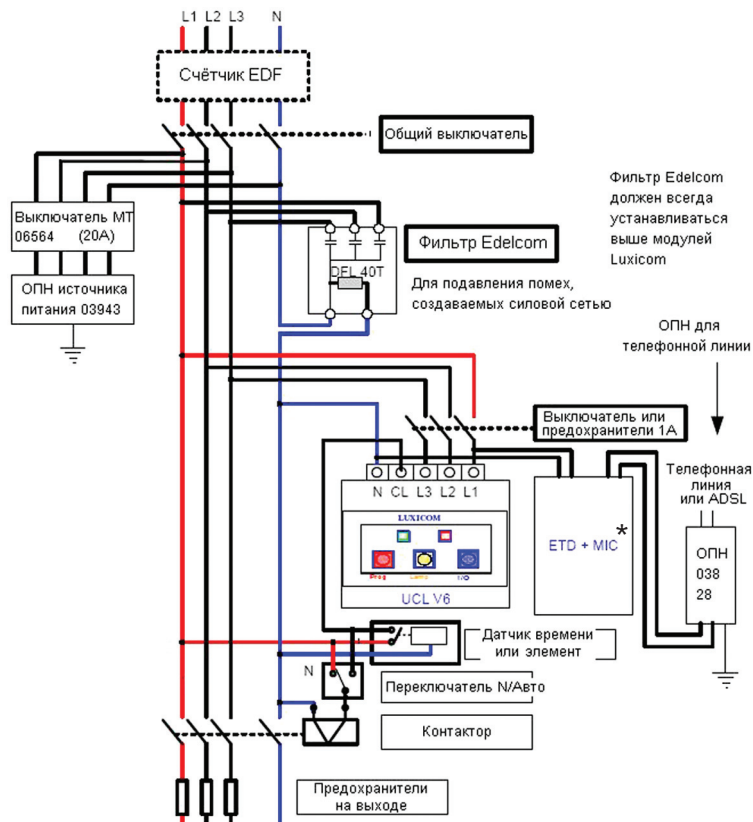 L1 L2 L3 N
Счётчик EDF
Общий выключатель
Выключатель МТ
06564 (20А)
ОПН источника
питания 03943
Фильтр Edelcom
должен всегда
устанавливаться
выше модулей
Luxicom
Фильтр Edelcom
DFL 40T
Для подавления помех,
создаваемых силовой сетью
ОПН для
телефонной линии
Выключатель или
предохранители 1А
Телефонная
линия
или ADSL
N CL L3 L2 L1
LUXICOM
Prog Lamp I/O
UCL V6
ETD + MIC *
ОПН
038
28
Датчик времени
или элемент
N
Переключатель N/Авто
Контактор
Предохранители
на выходе